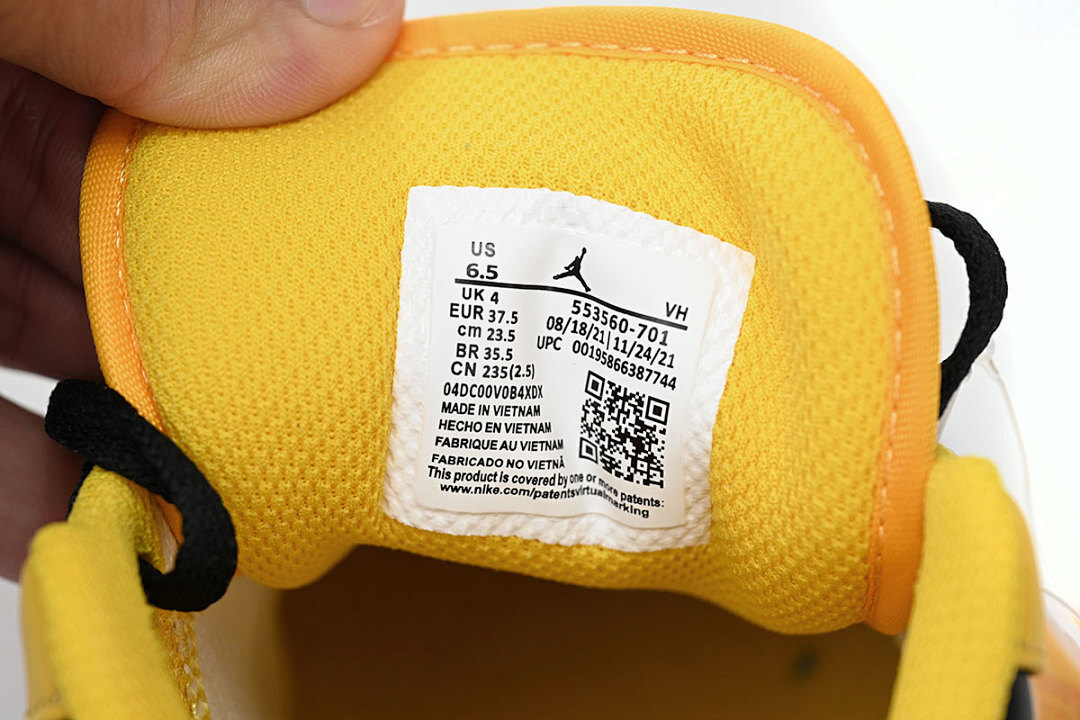 US
6.5
VH
UK 4
EUR 37.5
cm 23.5
BR 35.5
CN 235(2.5)
553560-701
08/18/21|11/24/21
UPC 00195866387744
04DC00V0B4XDX
MADE IN VIETNAM
HECHO EN VIETNAM
FABRIQUE AU VIETNAM
FABRICADO NO VIETNÃ
This product is covered by one or more patents:
www.nike.com/patentsvirtualmarking